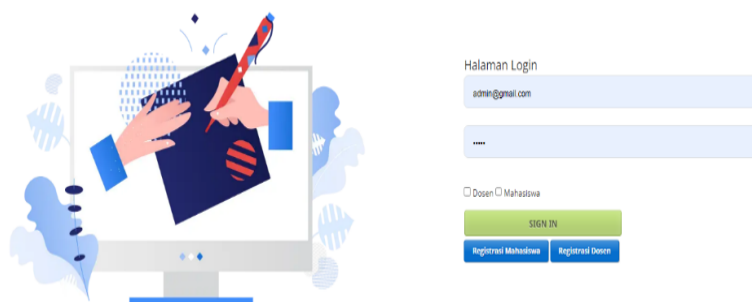 Halaman Login
admin@gmail.com
•••••
Dosen Mahasiswa
SIGN IN
Registrasi Mahasiswa Registrasi Dosen